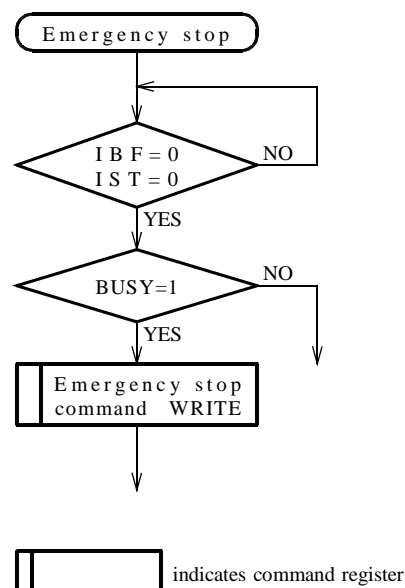 Emergency stop
IBF=0
IST=0
NO
YES
BUSY=1
NO
YES
Emergency stop
command WRITE
indicates command register